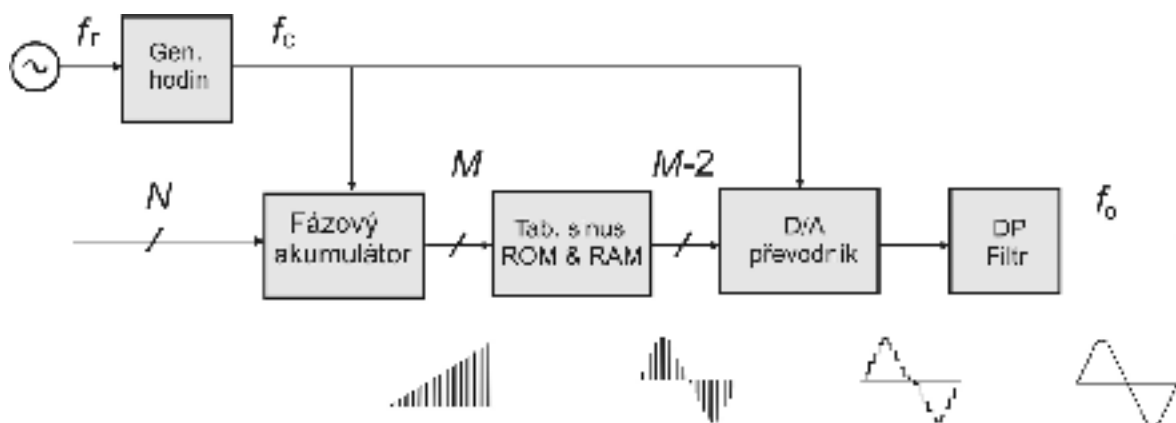 fr
Gen.
hodin
fc
N
Fázový
akumulátor
M
Tab. sinus
ROM & RAM
M-2
D/A
převodník
DP
Filtr
fo